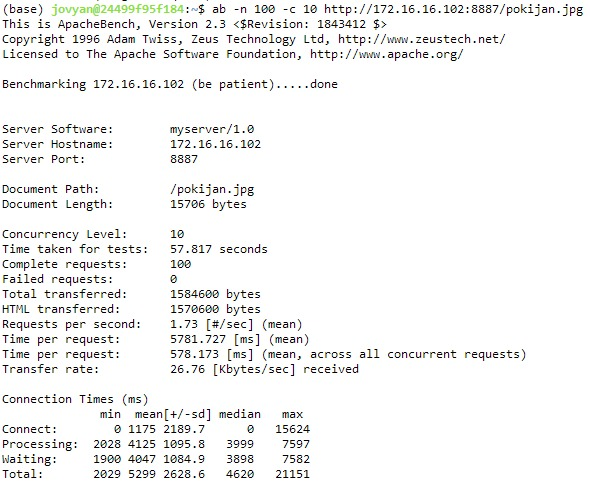 (base) jovyan@24499f95f184:~$ ab -n 100 -c 10 http://172.16.16.102:8887/pokijan.jpg
This is ApacheBench, Version 2.3 <$Revision: 1843412 $>
Copyright 1996 Adam Twiss, Zeus Technology Ltd, http://www.zeustech.net/
Licensed to The Apache Software Foundation, http://www.apache.org/

Benchmarking 172.16.16.102 (be patient).....done


Server Software:        myserver/1.0
Server Hostname:        172.16.16.102
Server Port:            8887

Document Path:          /pokijan.jpg
Document Length:        15706 bytes

Concurrency Level:      10
Time taken for tests:   57.817 seconds
Complete requests:      100
Failed requests:        0
Total transferred:      1584600 bytes
HTML transferred:       1570600 bytes
Requests per second:    1.73 [#/sec] (mean)
Time per request:       5781.727 [ms] (mean)
Time per request:       578.173 [ms] (mean, across all concurrent requests)
Transfer rate:          26.76 [Kbytes/sec] received

Connection Times (ms)
              min  mean[+/-sd] median   max
Connect:        0 1175 2189.7      0   15624
Processing:  2028 4125 1095.8   3999    7597
Waiting:     1900 4047 1084.9   3898    7582
Total:       2029 5299 2628.6   4620   21151